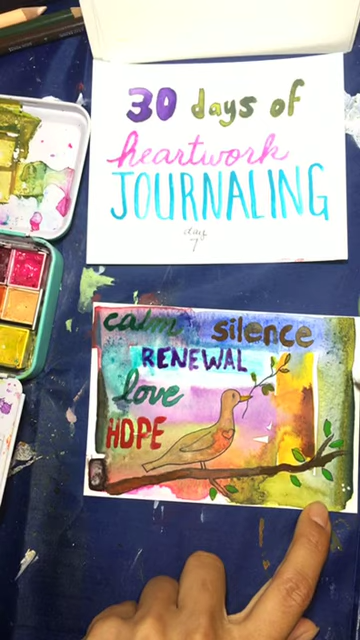 30 days of
heartwork
JOURNALING
day
7
calm silence
RENEWAL
love
HOPE